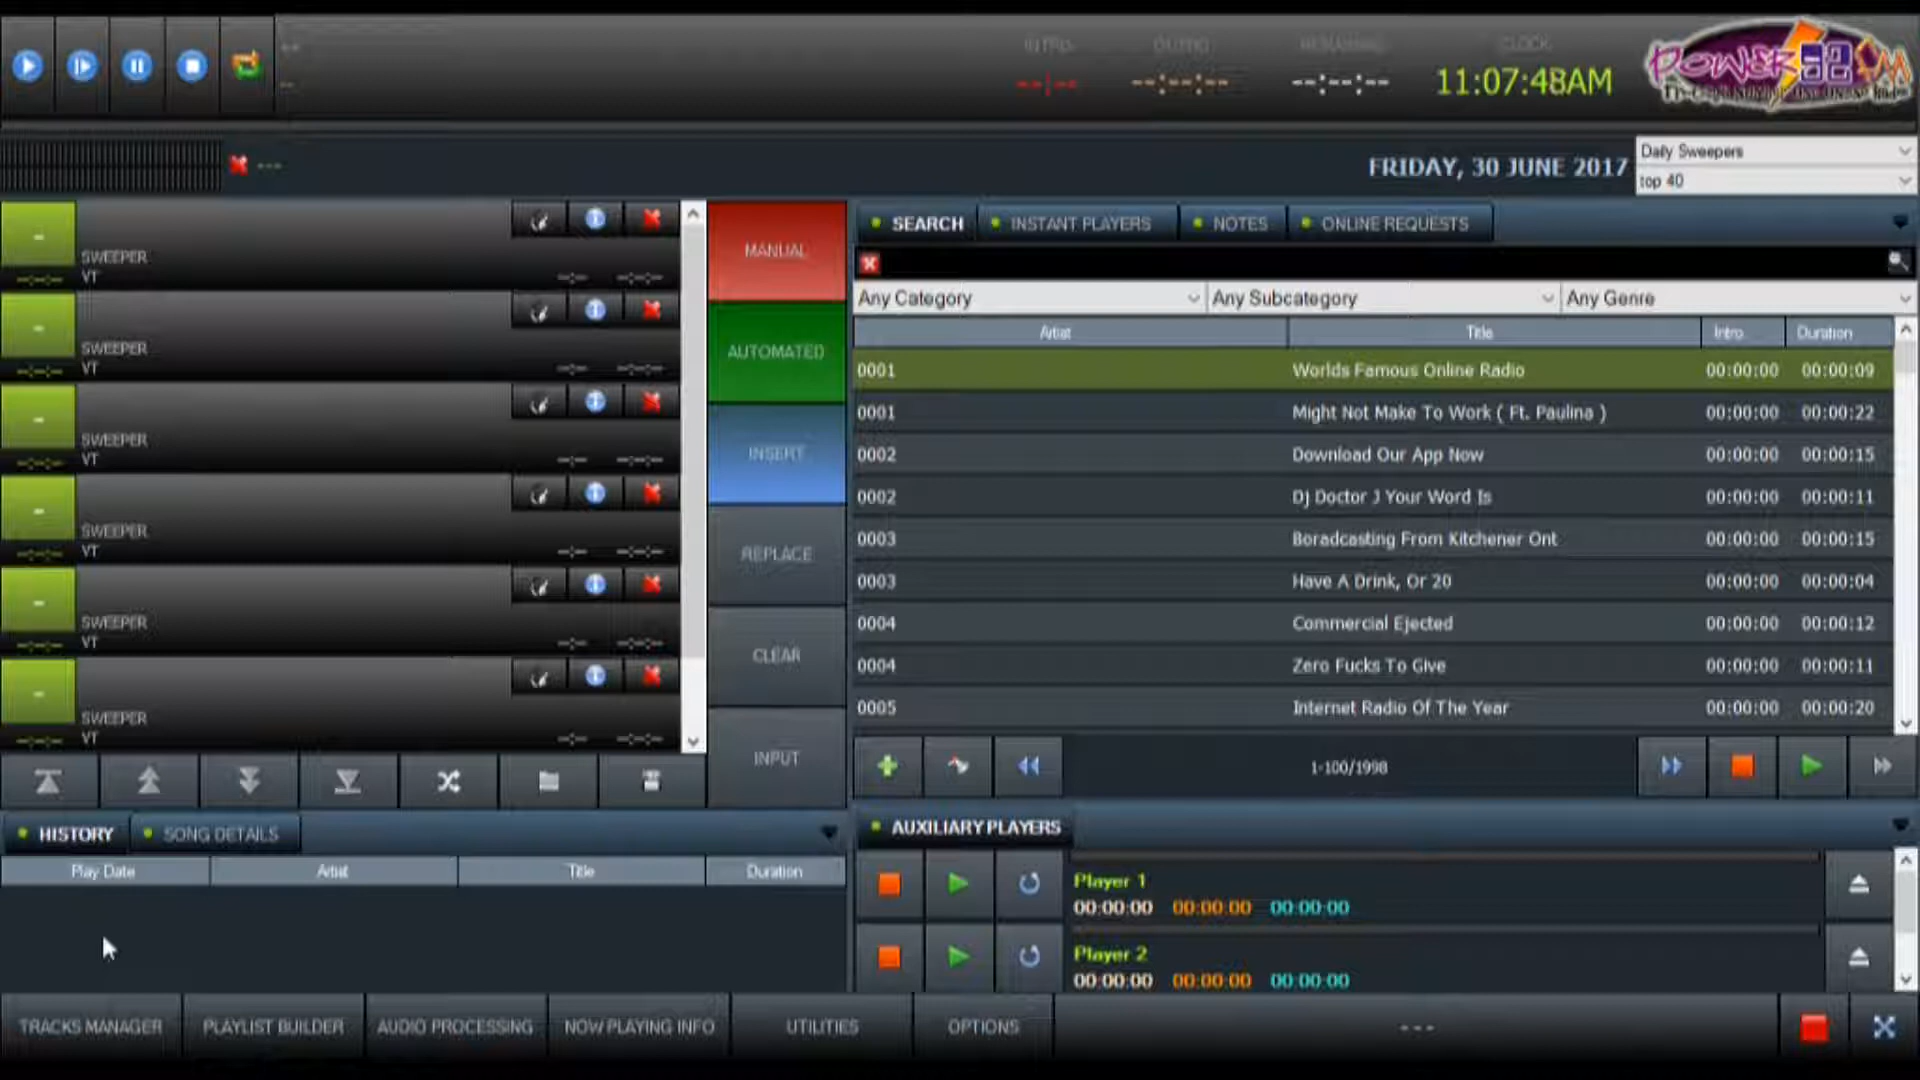 INTRO
OUTRO
REMAINING
CLOCK
--:--
--:--:--
--:--:--
11:07:48AM
POWER
---
FRIDAY, 30 JUNE 2017
Daily Sweepers
top 40
SWEEPER
VT
SWEEPER
VT
SWEEPER
VT
SWEEPER
VT
SWEEPER
VT
SWEEPER
VT
MANUAL
AUTOMATED
INSERT
REPLACE
CLEAR
INPUT
SEARCH INSTANT PLAYERS NOTES ONLINE REQUESTS
Any Category Any Subcategory Any Genre
Artist Title Intro Duration
0001 Worlds Famous Online Radio 00:00:00 00:00:09
0001 Might Not Make To Work ( Ft. Paulina ) 00:00:00 00:00:22
0002 Download Our App Now 00:00:00 00:00:15
0002 Dj Doctor J Your Word Is 00:00:00 00:00:11
0003 Boradcasting From Kitchener Ont 00:00:00 00:00:15
0003 Have A Drink, Or 20 00:00:00 00:00:04
0004 Commercial Ejected 00:00:00 00:00:12
0004 Zero Fucks To Give 00:00:00 00:00:11
0005 Internet Radio Of The Year 00:00:00 00:00:20
1-100/1998
HISTORY SONG DETAILS
Play Date Artist Title Duration
AUXILIARY PLAYERS
Player 1
00:00:00 00:00:00 00:00:00
Player 2
00:00:00 00:00:00 00:00:00
TRACKS MANAGER PLAYLIST BUILDER AUDIO PROCESSING NOW PLAYING INFO UTILITIES OPTIONS ---